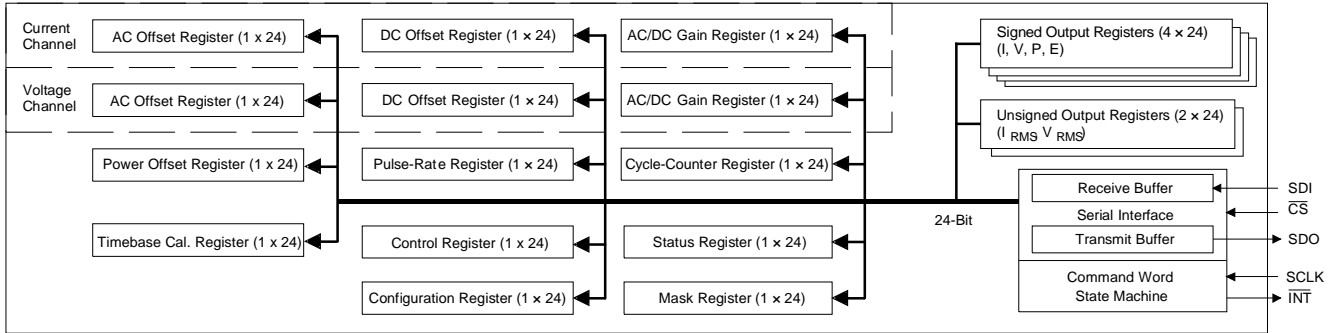 Current
Channel
AC Offset Register (1 x 24)
DC Offset Register (1 × 24)
AC/DC Gain Register (1 × 24)
Signed Output Registers (4 × 24)
(I, V, P, E)
Voltage
Channel
AC Offset Register (1 × 24)
DC Offset Register (1 × 24)
AC/DC Gain Register (1 × 24)
Unsigned Output Registers (2 × 24)
(I RMS V RMS)
Power Offset Register (1 x 24)
Pulse-Rate Register (1 × 24)
Cycle-Counter Register (1 × 24)
Receive Buffer
SDI
CS
24-Bit
Serial Interface
Timebase Cal. Register (1 x 24)
Control Register (1 x 24)
Status Register (1 × 24)
Transmit Buffer
SDO
Configuration Register (1 × 24)
Mask Register (1 × 24)
Command Word
State Machine
SCLK
INT